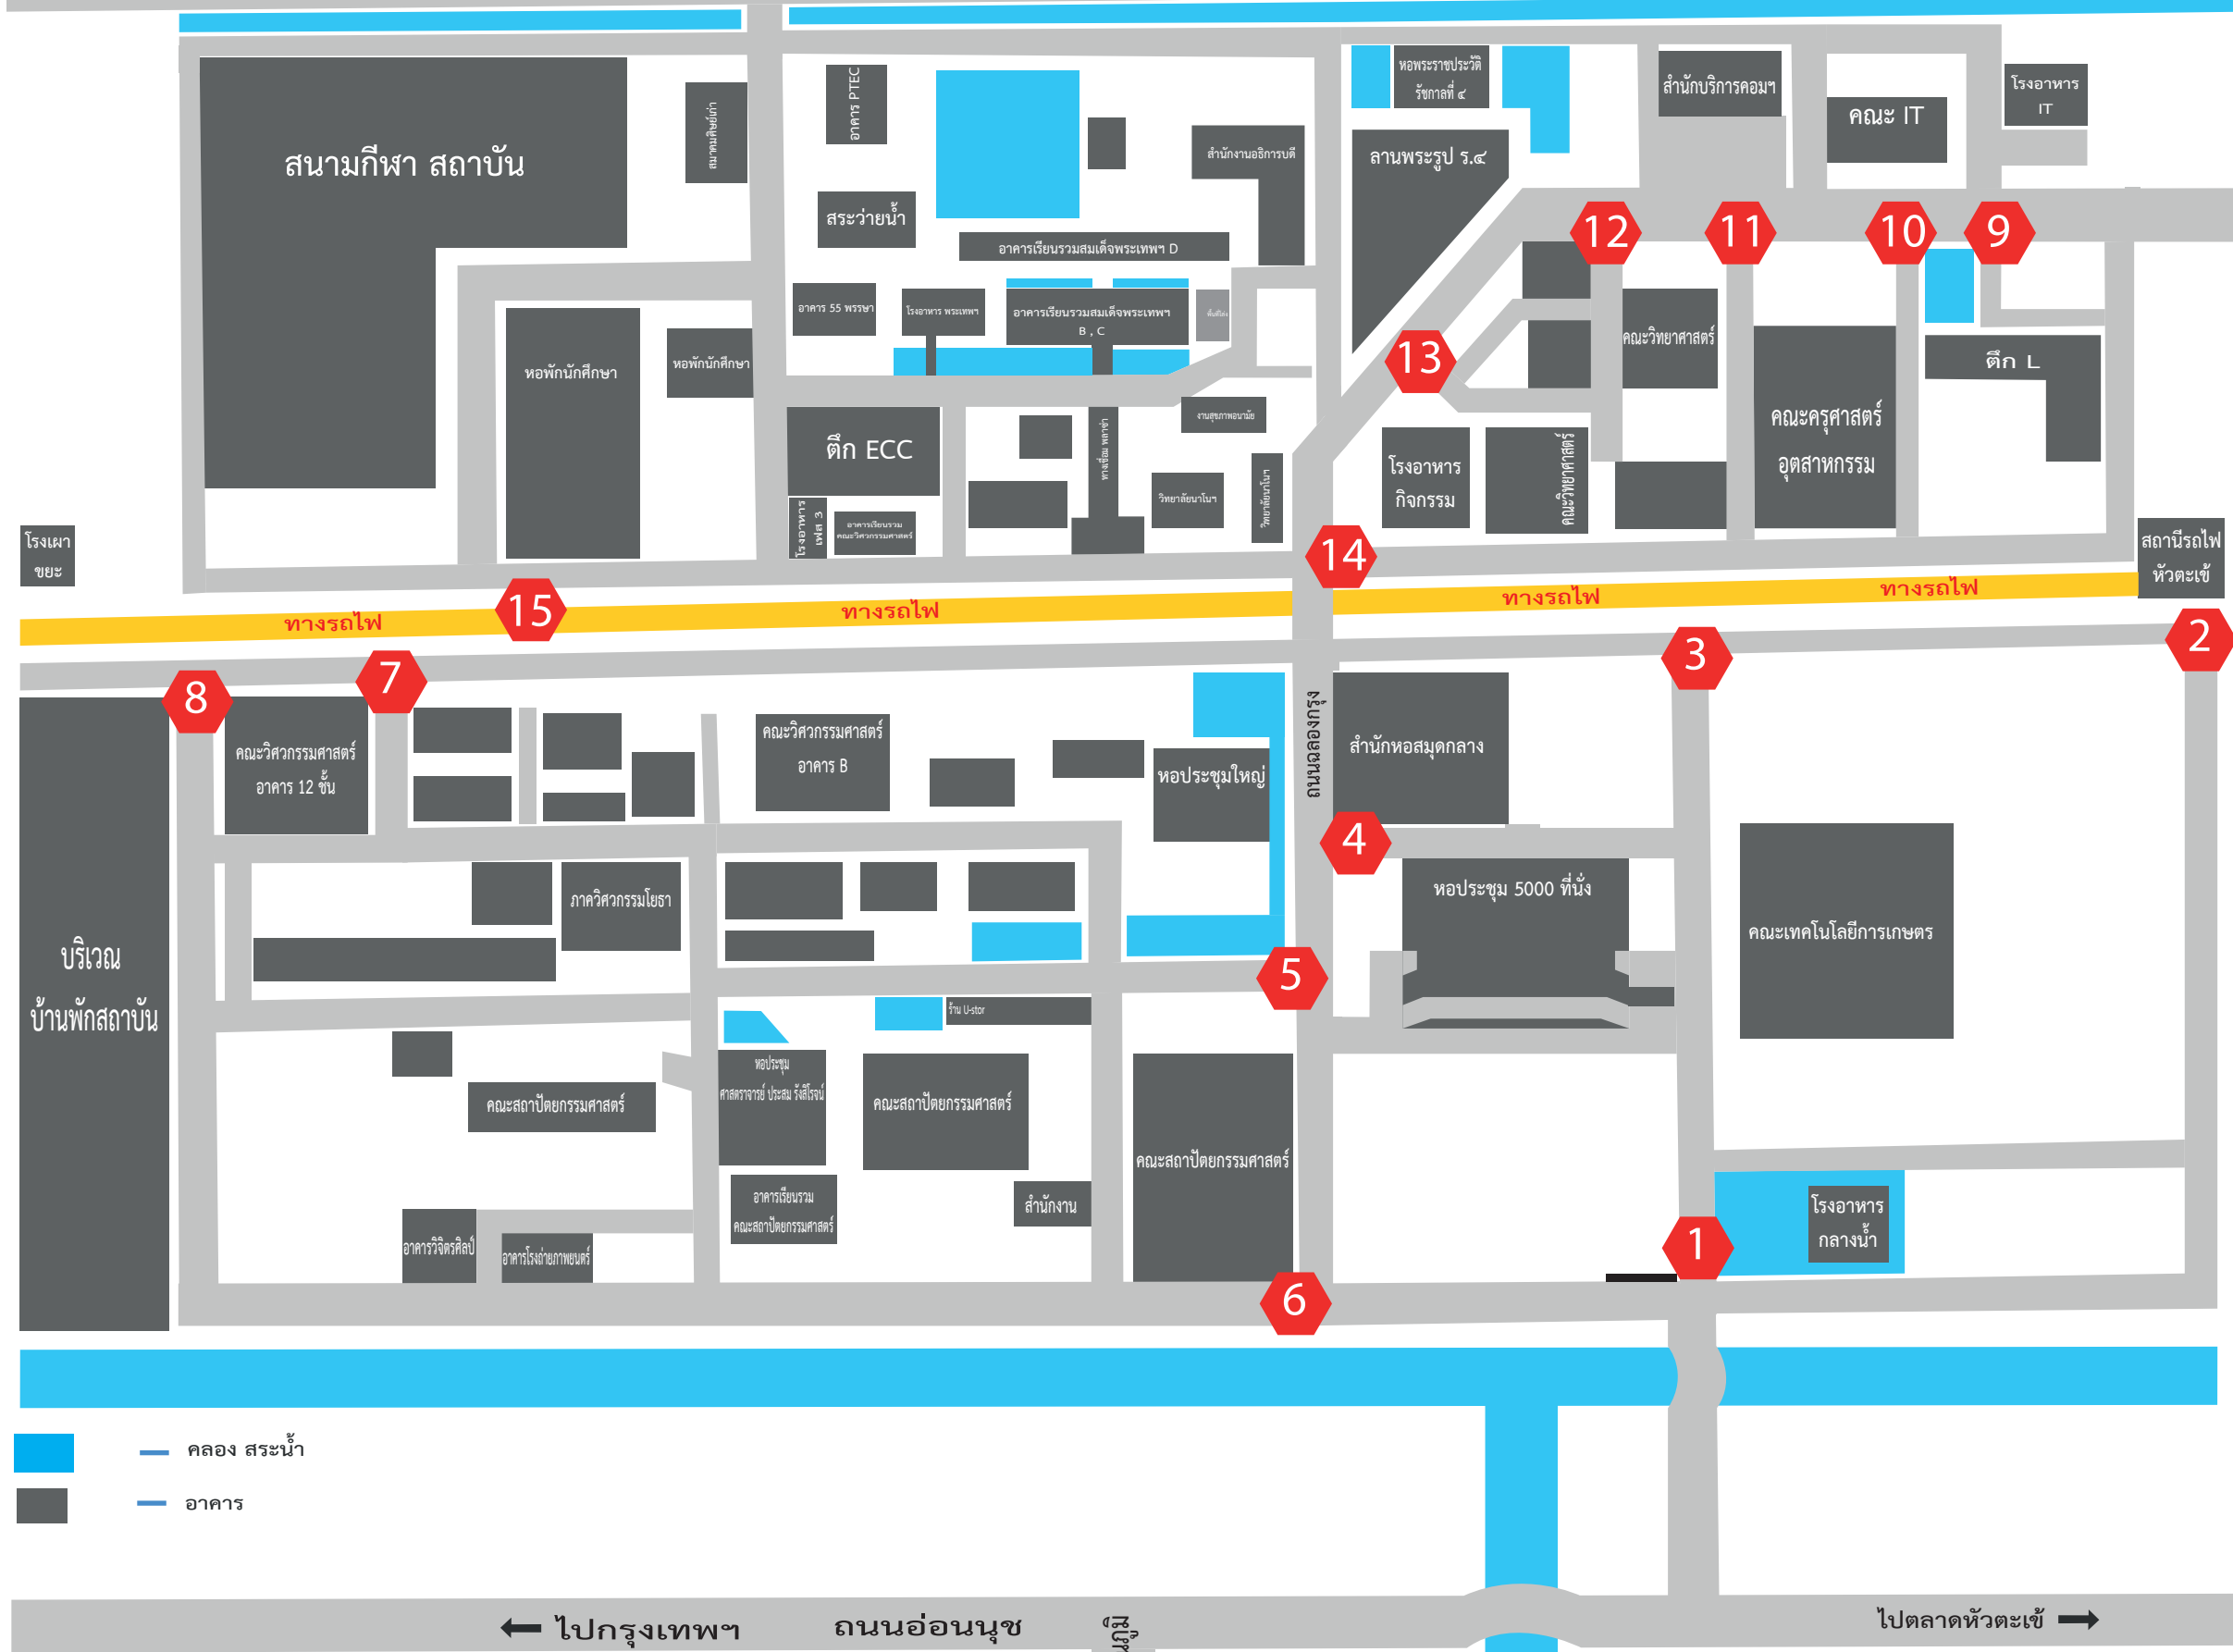 หอพระราชประวัติ
รัชกาลที่ ๔
สำนักบริการคอมฯ
คณะ IT
โรงอาหาร
IT
อาคาร PTEC
สมาคมศิษย์เก่า
สนามกีฬา สถาบัน
สำนักงานอธิการบดี
ลานพระรูป ร.๔
สระว่ายน้ำ
อาคารเรียนรวมสมเด็จพระเทพฯ D
12
11
10
9
อาคาร 55 พรรษา
โรงอาหาร พระเทพฯ
อาคารเรียนรวมสมเด็จพระเทพฯ
B , C
คณะวิทยาศาสตร์
13
ตึก L
หอพักนักศึกษา
หอพักนักศึกษา
งานสุขภาพอนามัย
คณะครุศาสตร์
อุตสาหกรรม
ตึก ECC
ทางเชื่อม พลาซ่า
โรงอาหาร
กิจกรรม
คณะวิทยาศาสตร์
วิทยาลัยนาโนฯ
วิทยาลัยนาโนฯ
โรงอาหาร
เฟส 3
อาคารเรียนรวม
คณะวิศวกรรมศาสตร์
โรงเผา
ขยะ
14
สถานีรถไฟ
หัวตะเข้
15
ทางรถไฟ
ทางรถไฟ
ทางรถไฟ
ทางรถไฟ
2
3
7
8
ถนนฉลองกรุง
คณะวิศวกรรมศาสตร์
อาคาร 12 ชั้น
คณะวิศวกรรมศาสตร์
อาคาร B
หอประชุมใหญ่
สำนักหอสมุดกลาง
4
หอประชุม 5000 ที่นั่ง
ภาควิศวกรรมโยธา
คณะเทคโนโลยีการเกษตร
บริเวณ
บ้านพักสถาบัน
5
ร้าน U-stor
หอประชุม
ศาสตราจารย์ ประสม รังสิโรจน์
คณะสถาปัตยกรรมศาสตร์
คณะสถาปัตยกรรมศาสตร์
คณะสถาปัตยกรรมศาสตร์
อาคารเรียนรวม
คณะสถาปัตยกรรมศาสตร์
สำนักงาน
โรงอาหาร
กลางน้ำ
อาคารวิจิตรศิลป์
อาคารโรงถ่ายภาพยนตร์
1
6
คลอง สระน้ำ
อาคาร
ไปกรุงเทพฯ
ถนนอ่อนนุช
ไปตลาดหัวตะเข้